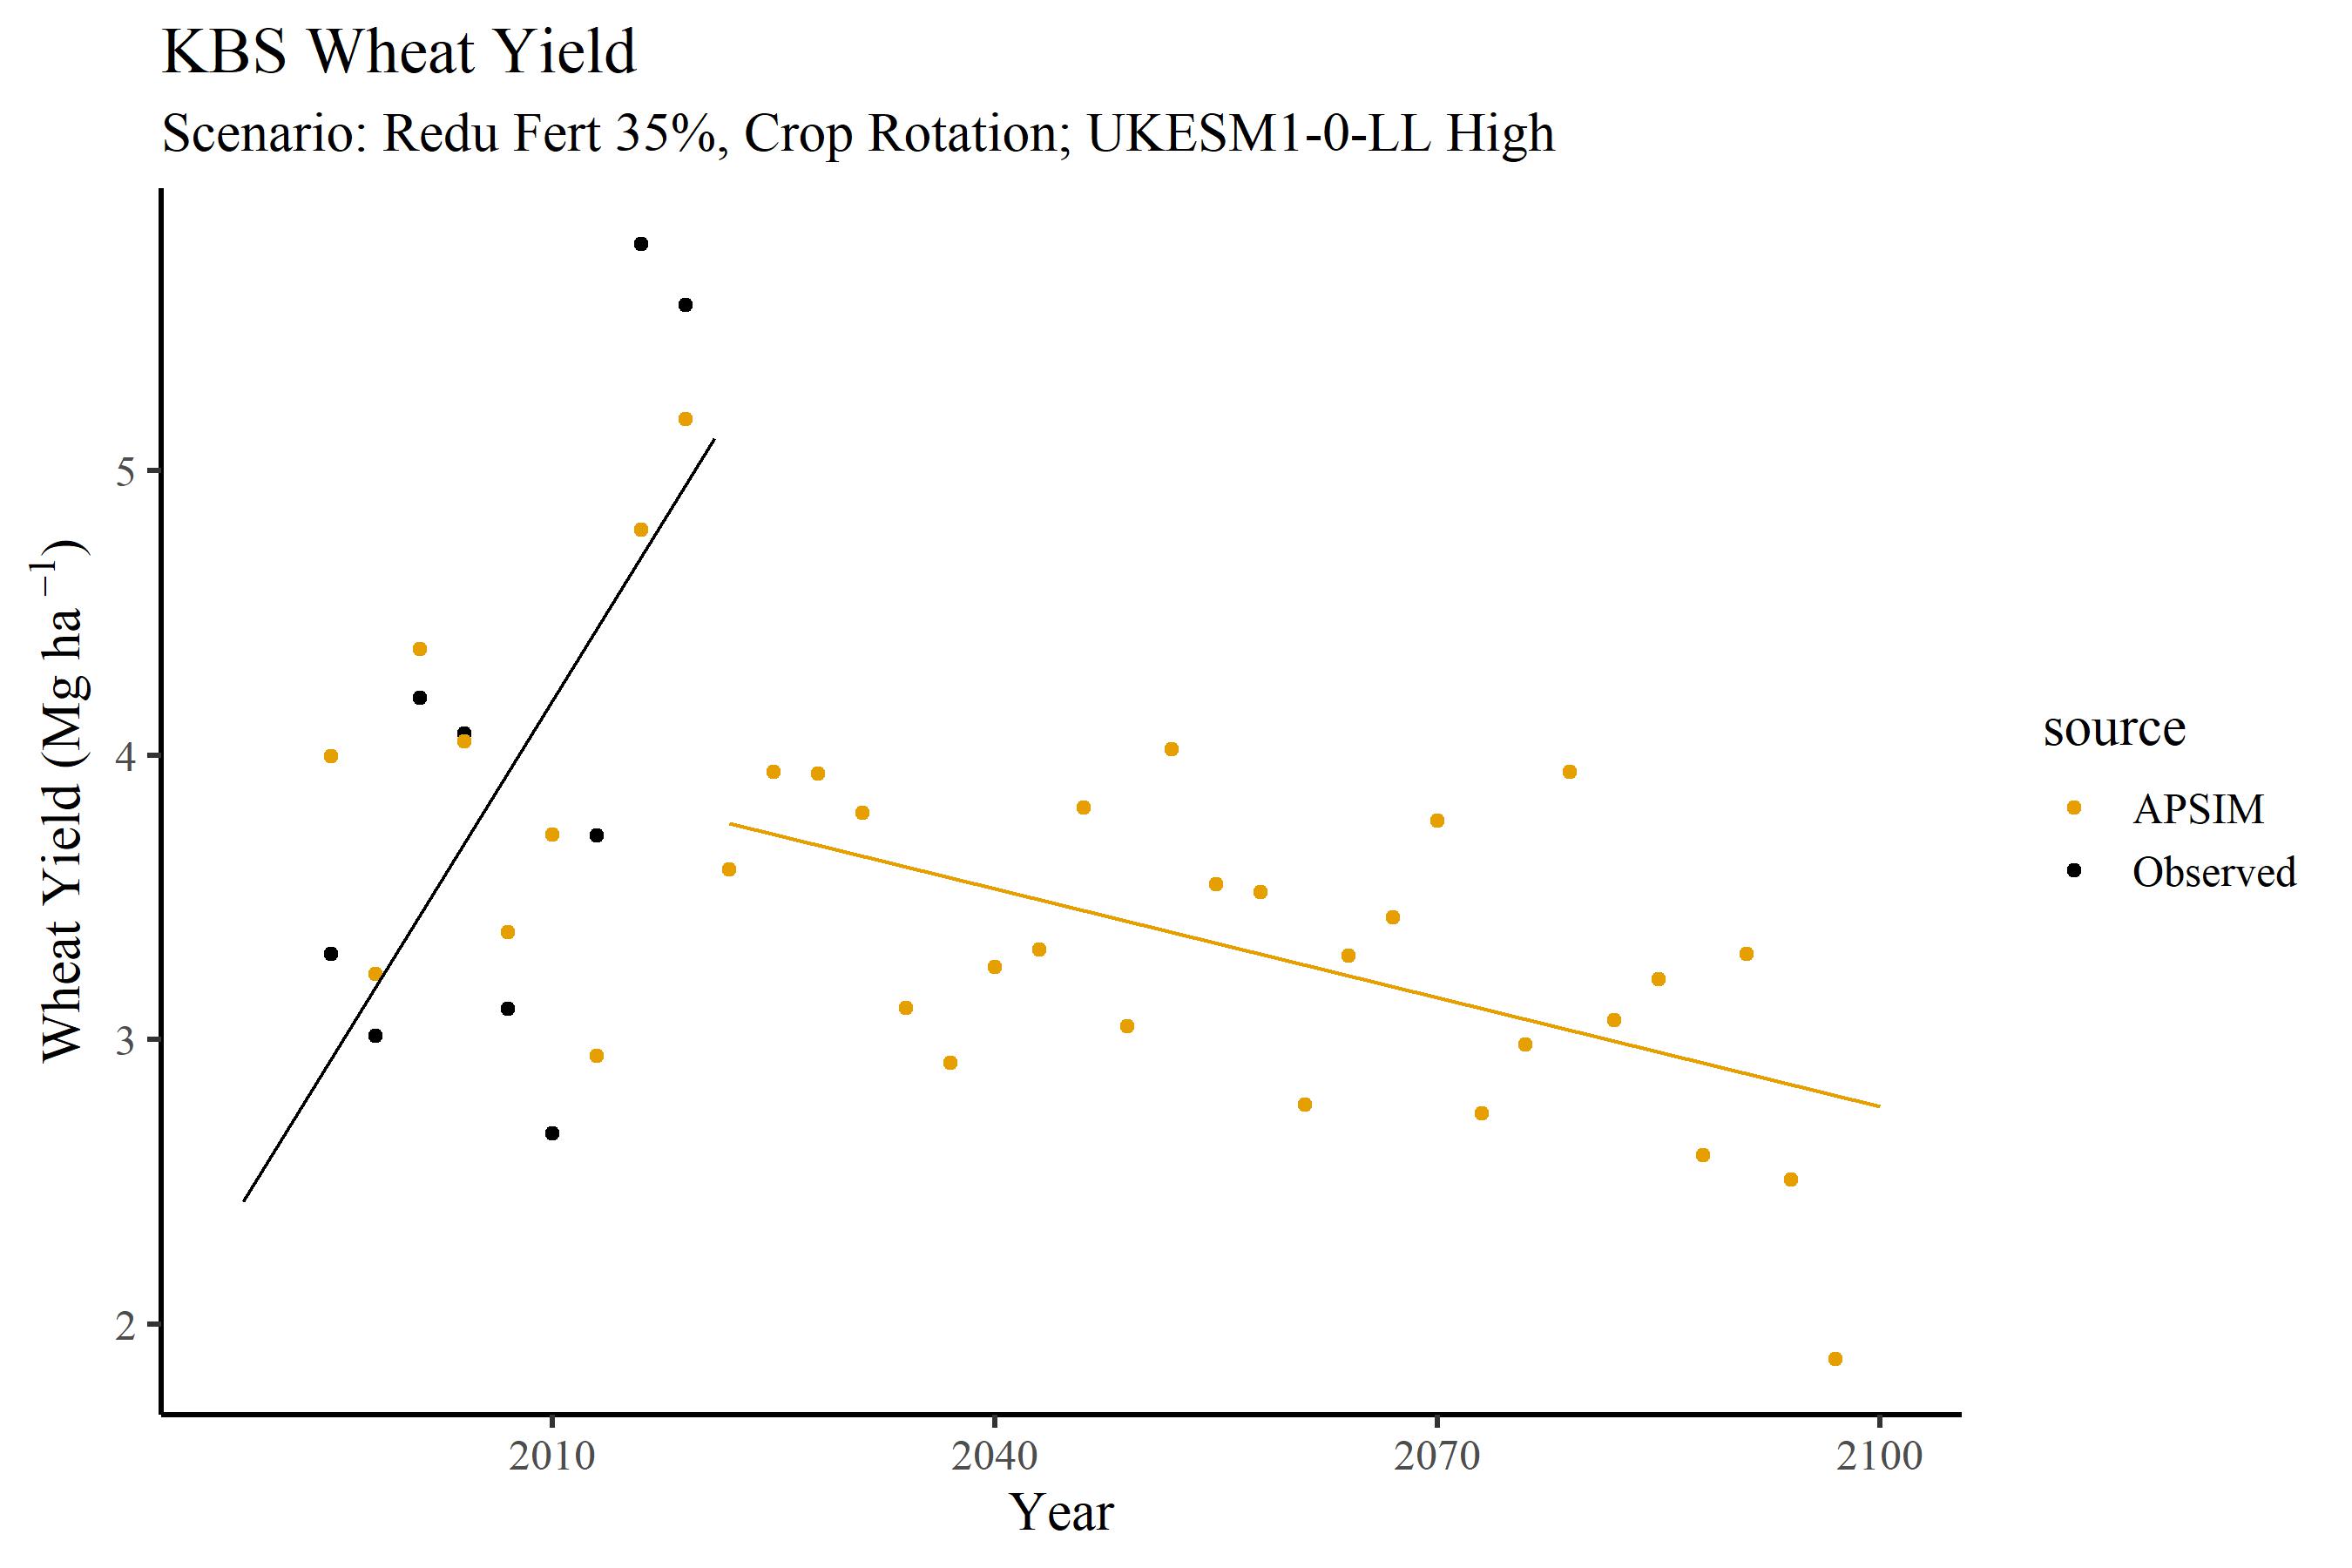 KBS Wheat Yield
Scenario: Redu Fert 35%, Crop Rotation; UKESM1-0-LL High
Wheat Yield (Mg ha⁻¹)
5
4
3
2
2010
2040
2070
2100
Year
source
APSIM
Observed